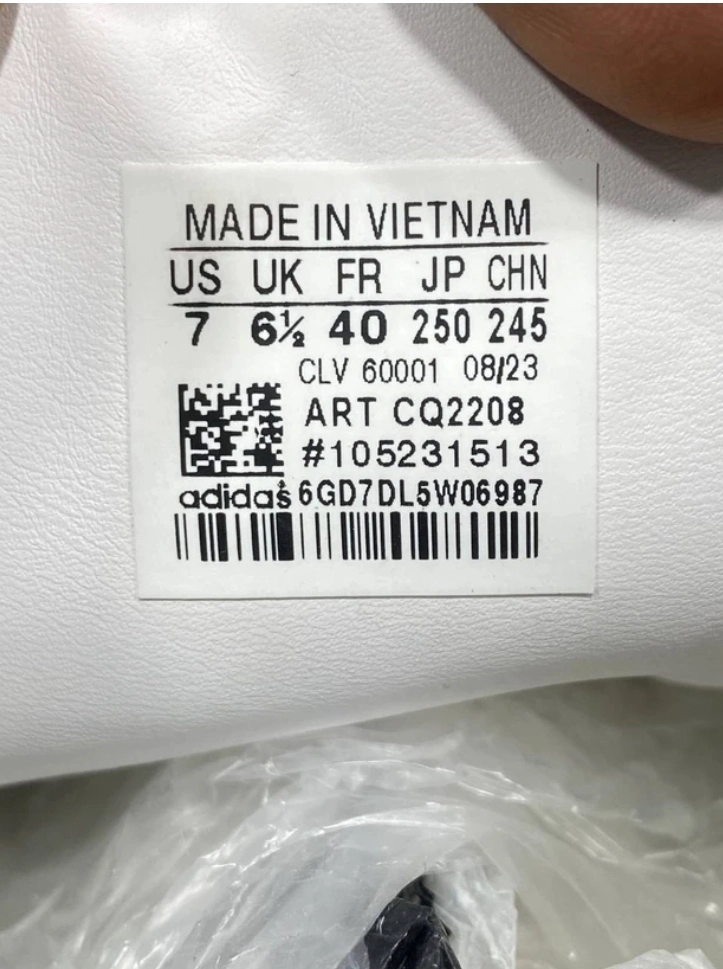 MADE IN VIETNAM
US UK FR JP CHN
7 6½ 40 250 245
CLV 60001 08/23
ART CQ2208
#105231513
adidas 6GD7DL5W06987